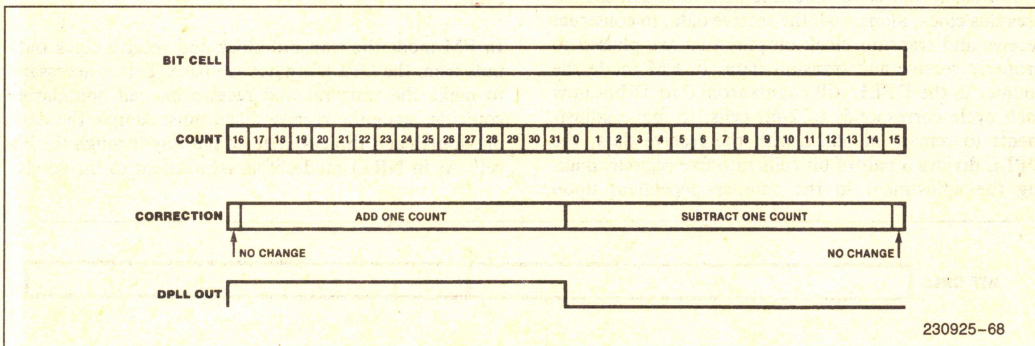 BIT CELL
COUNT 16 17 18 19 20 21 22 23 24 25 26 27 28 29 30 31 0 1 2 3 4 5 6 7 8 9 10 11 12 13 14 15
CORRECTION ADD ONE COUNT SUBTRACT ONE COUNT
NO CHANGE NO CHANGE
DPLL OUT
230925-68